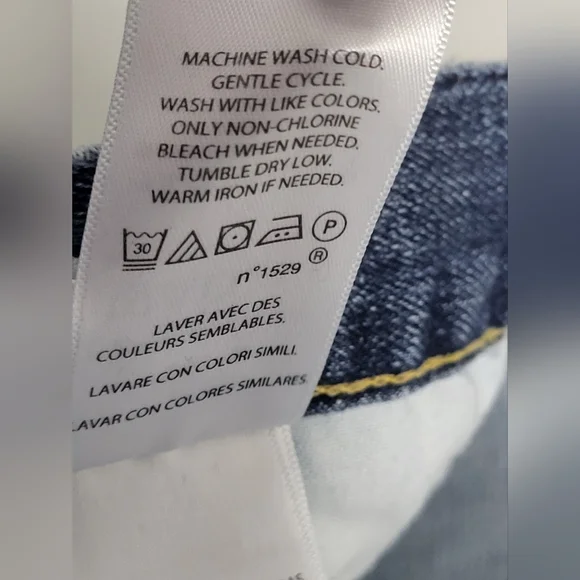 MACHINE WASH COLD.
GENTLE CYCLE.
WASH WITH LIKE COLORS.
ONLY NON-CHLORINE
BLEACH WHEN NEEDED.
TUMBLE DRY LOW.
WARM IRON IF NEEDED.
30 P
n°1529 ®
LAVER AVEC DES
COULEURS SEMBLABLES.
LAVARE CON COLORI SIMILI.
LAVAR CON COLORES SIMILARES